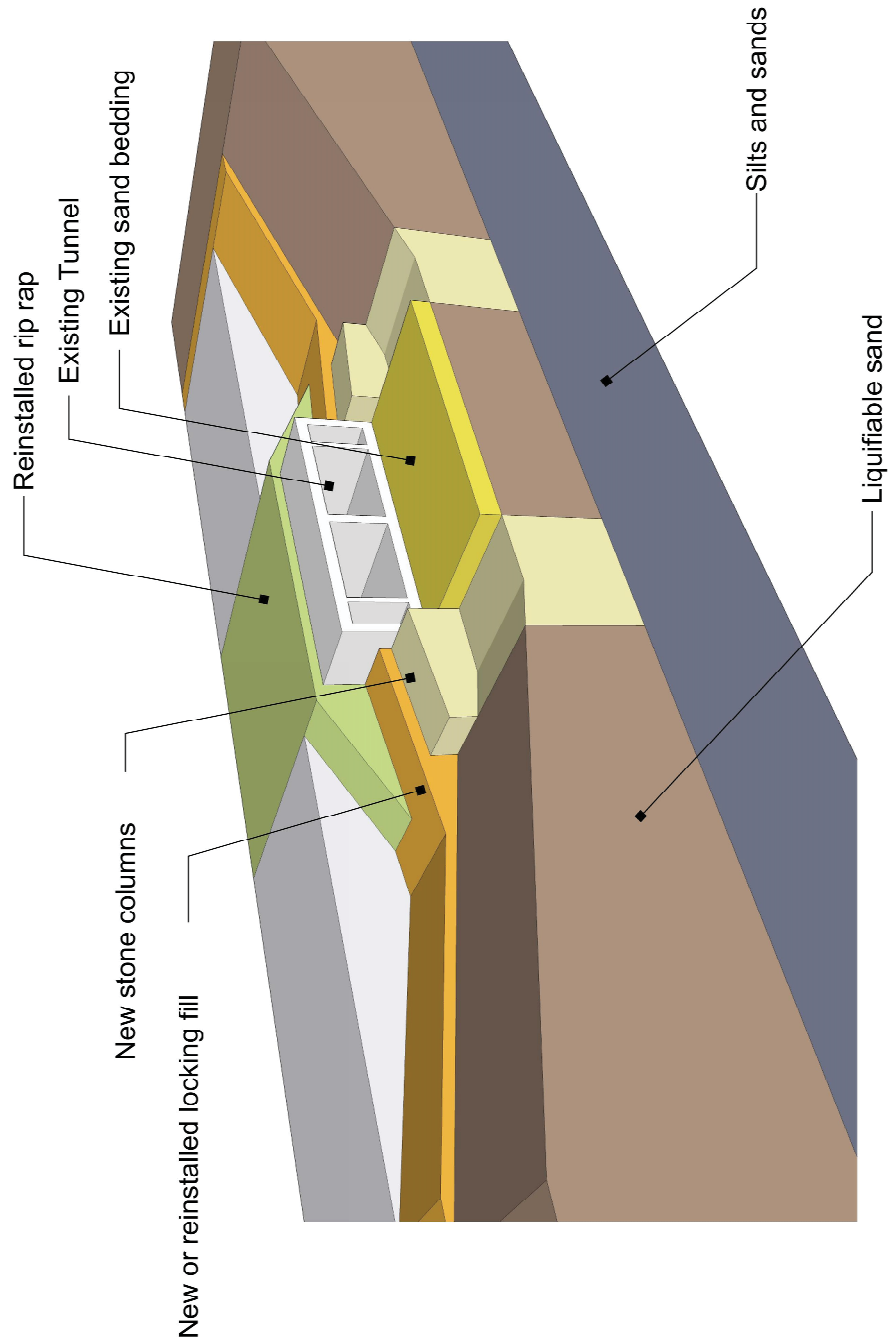 New or reinstalled locking fill
New stone columns
Reinstalled rip rap
Existing Tunnel
Existing sand bedding
Liquifiable sand
Silts and sands